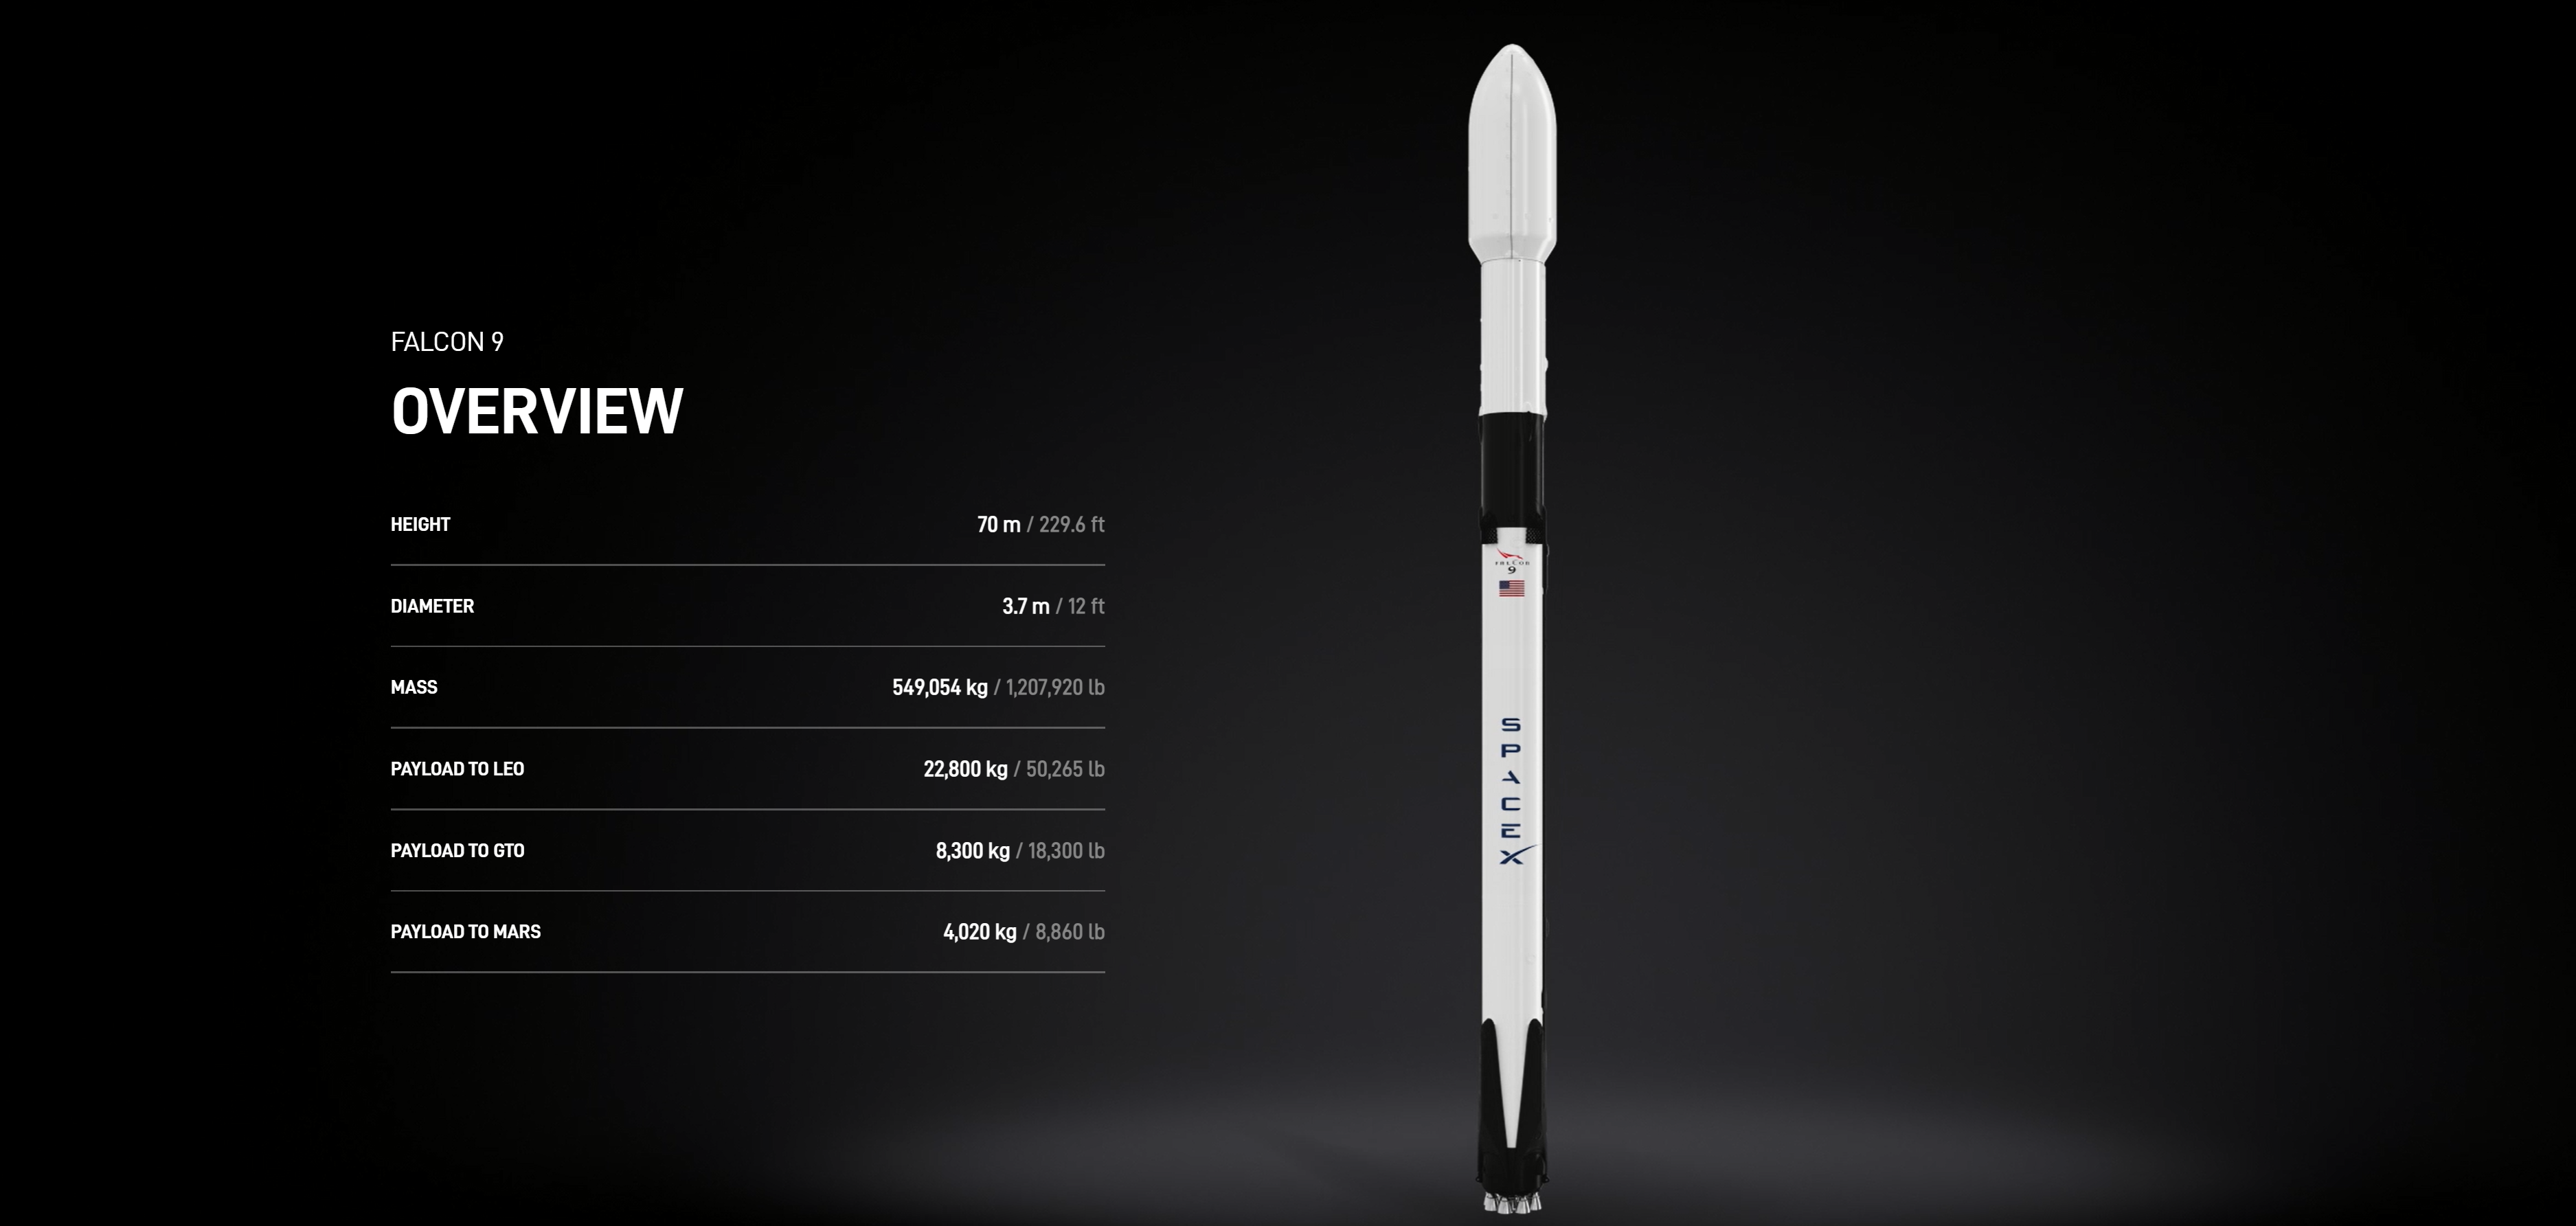 FALCON 9
OVERVIEW
HEIGHT 70 m / 229.6 ft
DIAMETER 3.7 m / 12 ft
MASS 549,054 kg / 1,207,920 lb
PAYLOAD TO LEO 22,800 kg / 50,265 lb
PAYLOAD TO GTO 8,300 kg / 18,300 lb
PAYLOAD TO MARS 4,020 kg / 8,860 lb
FALCON
9
SPACEX